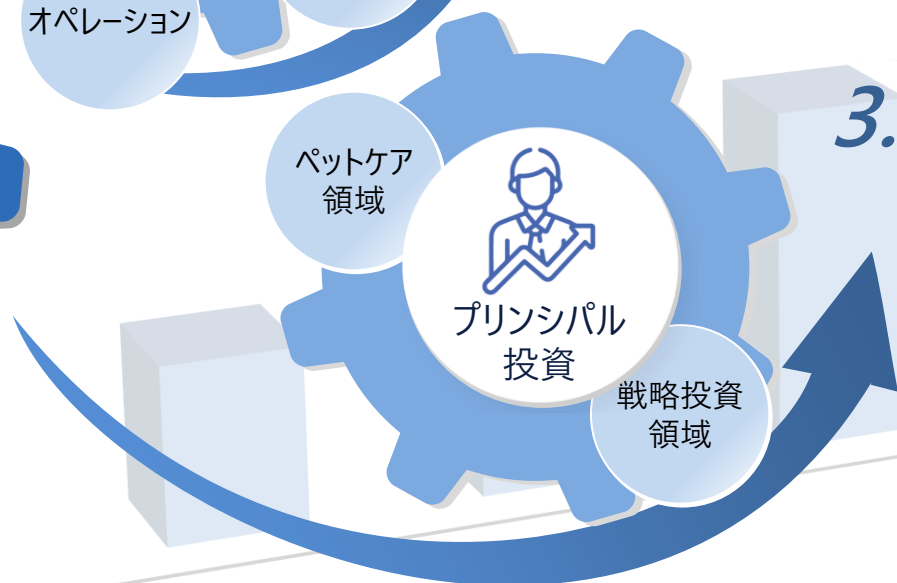 オペレーション
3.
ペットケア
領域
プリンシパル
投資
戦略投資
領域